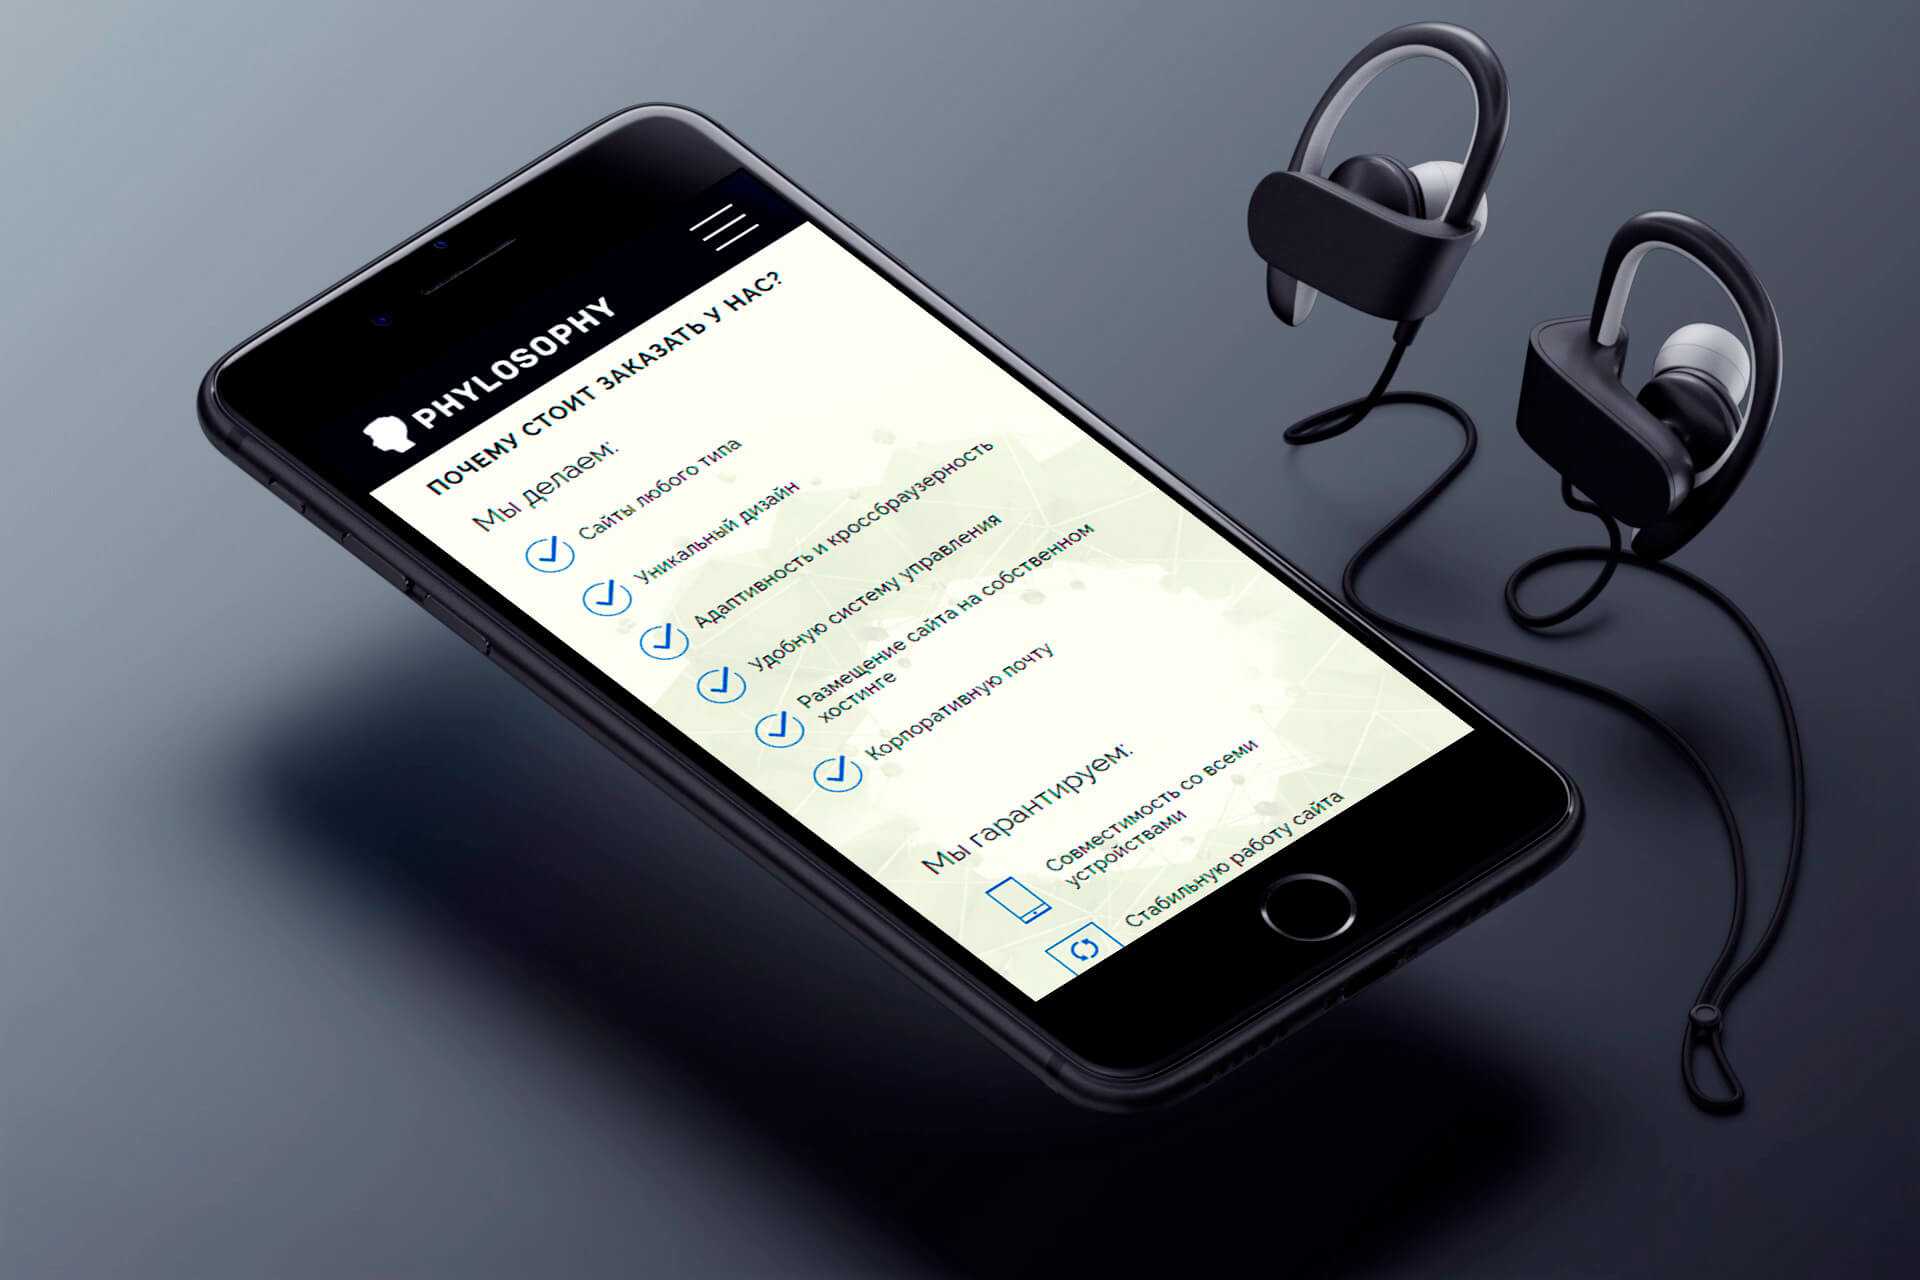 PHYLOSOPHY
ПОЧЕМУ СТОИТ ЗАКАЗАТЬ У НАС?
Мы делаем:
Сайты любого типа
Уникальный дизайн
Адаптивность и кроссбраузерность
Удобную систему управления
Размещение сайта на собственном
хостинге
Корпоративную почту
Мы гарантируем:
Совместимость со всеми
устройствами
Стабильную работу сайта